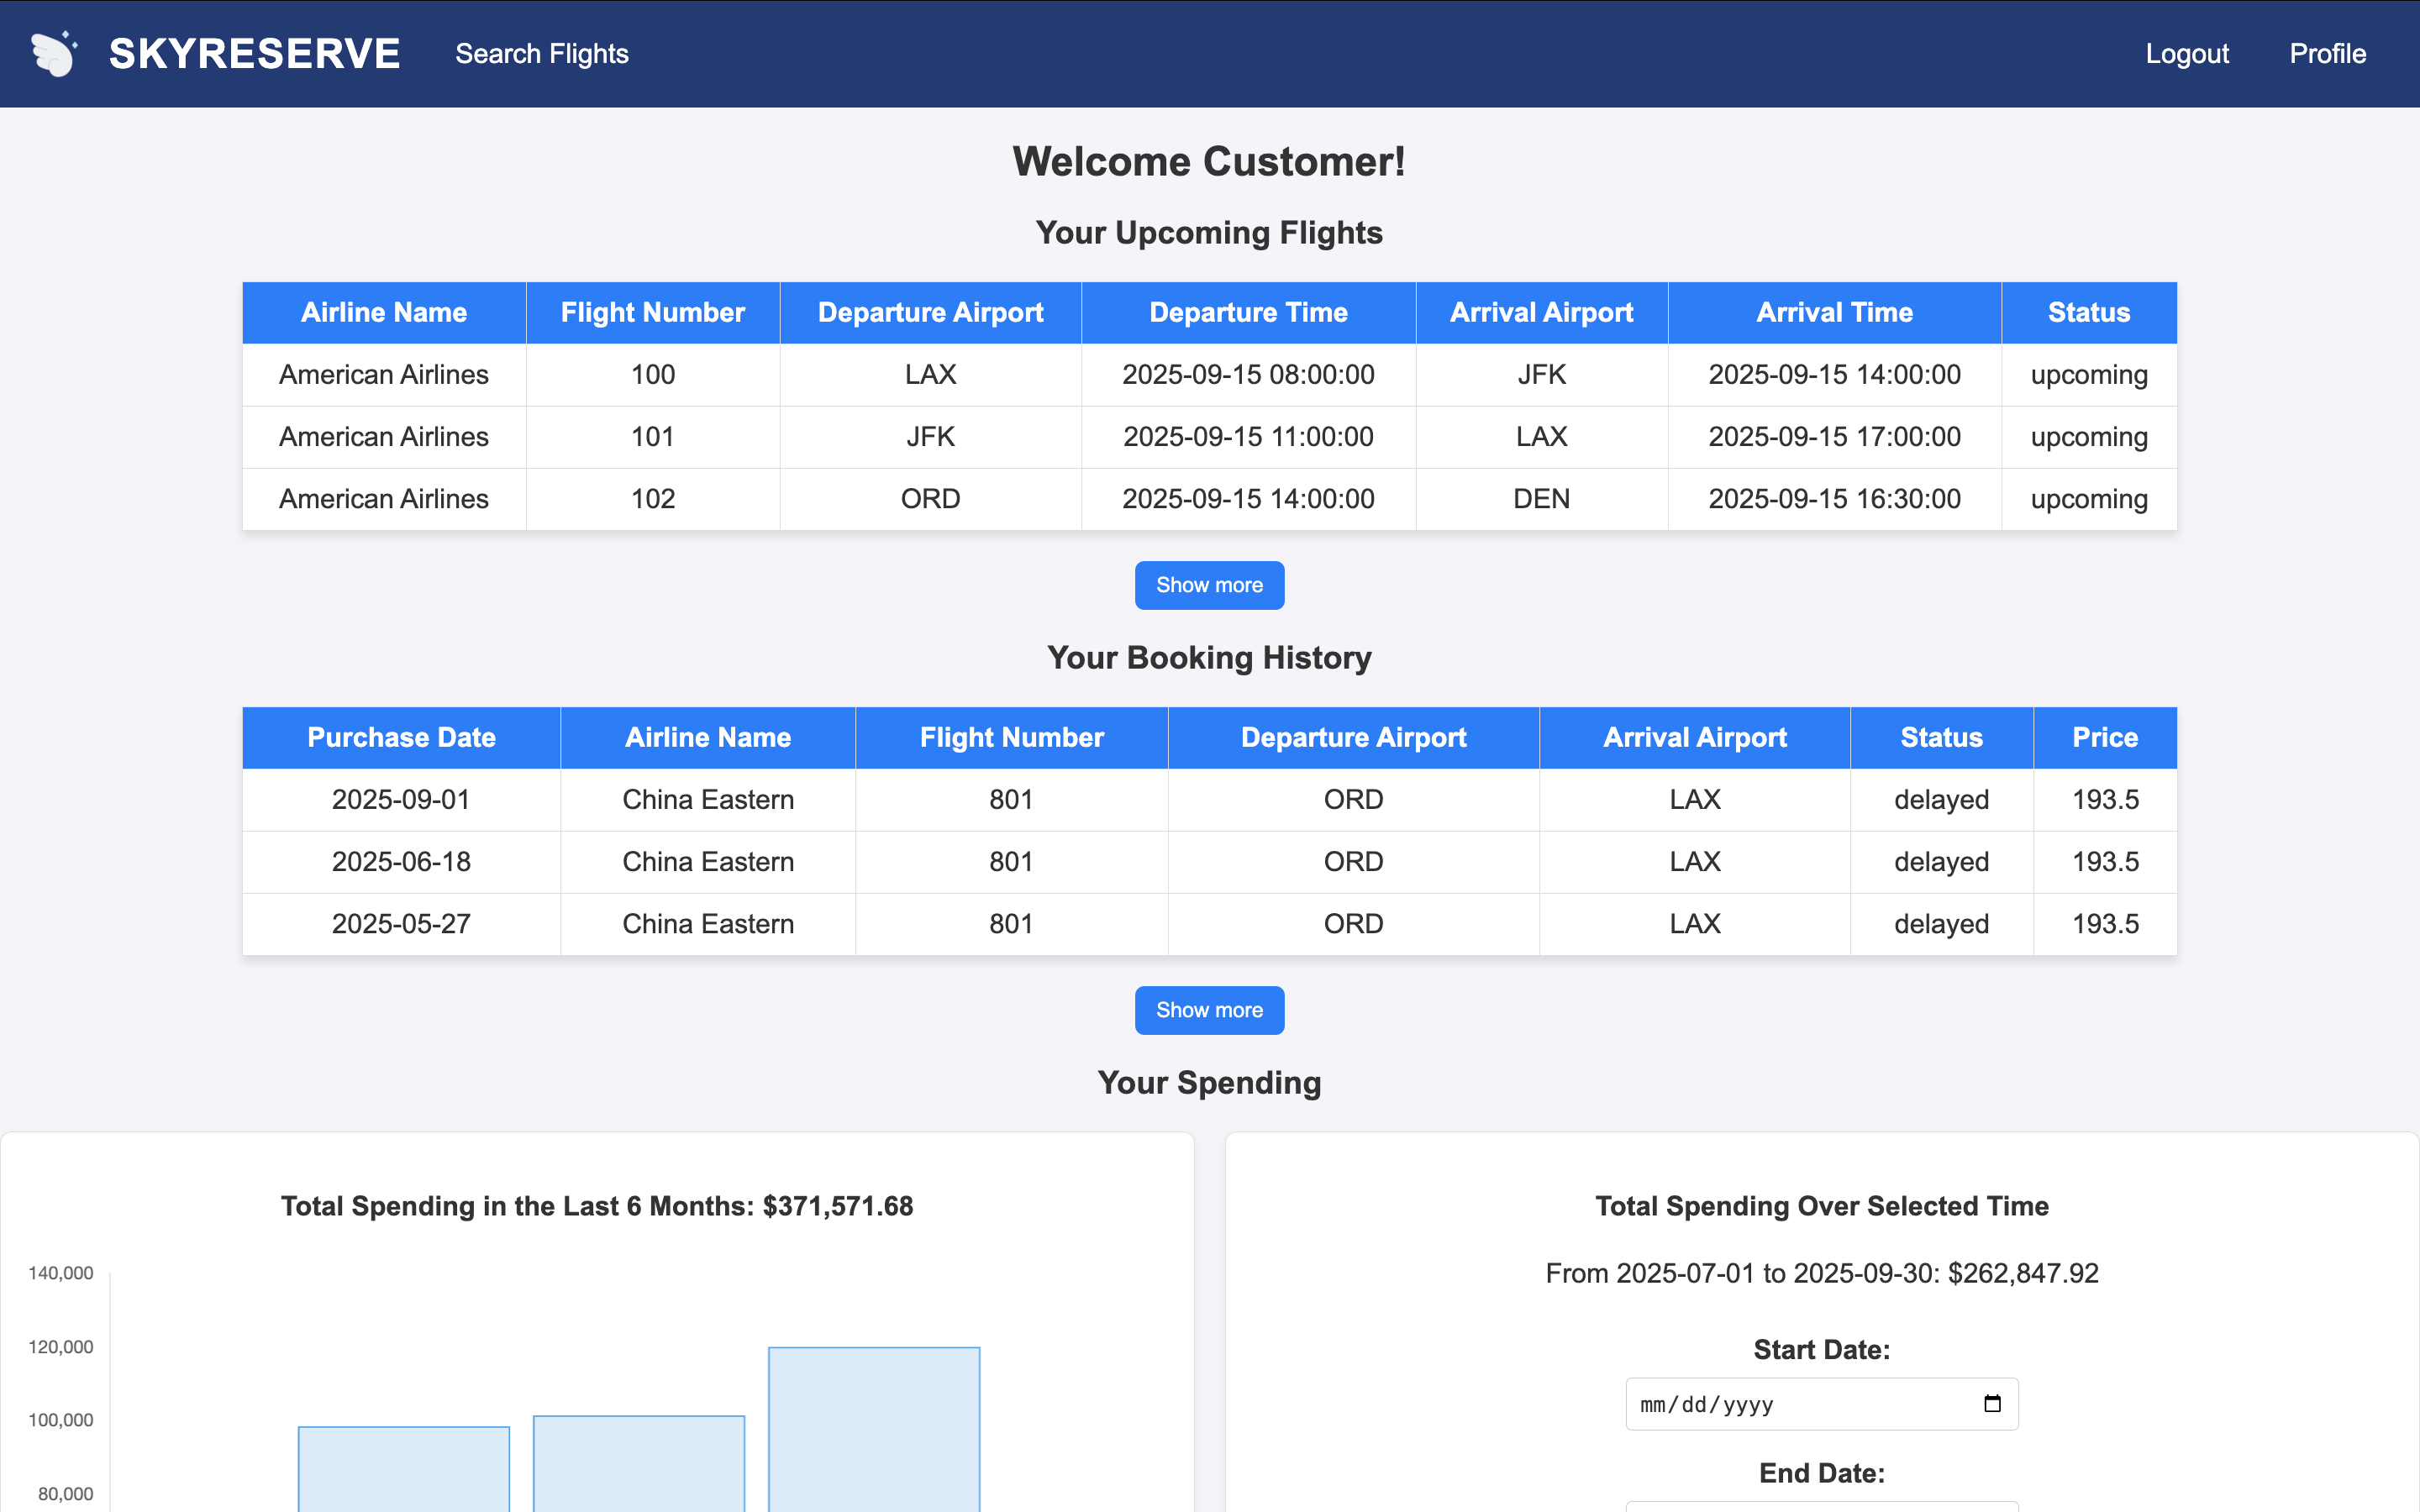 SKYRESERVE Search Flights Logout Profile
Welcome Customer!
Your Upcoming Flights
Airline Name Flight Number Departure Airport Departure Time Arrival Airport Arrival Time Status
American Airlines 100 LAX 2025-09-15 08:00:00 JFK 2025-09-15 14:00:00 upcoming
American Airlines 101 JFK 2025-09-15 11:00:00 LAX 2025-09-15 17:00:00 upcoming
American Airlines 102 ORD 2025-09-15 14:00:00 DEN 2025-09-15 16:30:00 upcoming
Show more
Your Booking History
Purchase Date Airline Name Flight Number Departure Airport Arrival Airport Status Price
2025-09-01 China Eastern 801 ORD LAX delayed 193.5
2025-06-18 China Eastern 801 ORD LAX delayed 193.5
2025-05-27 China Eastern 801 ORD LAX delayed 193.5
Show more
Your Spending
Total Spending in the Last 6 Months: $371,571.68
140,000
120,000
100,000
80,000
Total Spending Over Selected Time
From 2025-07-01 to 2025-09-30: $262,847.92
Start Date:
mm/dd/yyyy
End Date: